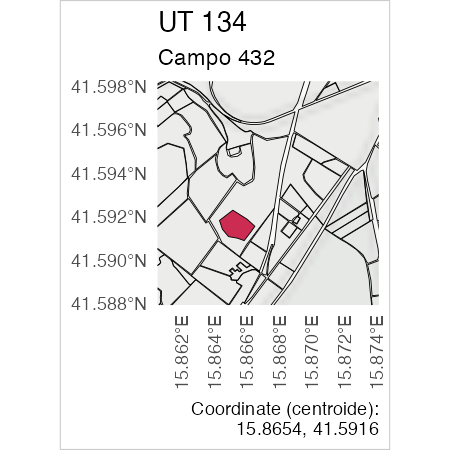 UT 134
Campo 432
41.598°N
41.596°N
41.594°N
41.592°N
41.590°N
41.588°N
15.862°E
15.864°E
15.866°E
15.868°E
15.870°E
15.872°E
15.874°E
Coordinate (centroide):
15.8654, 41.5916